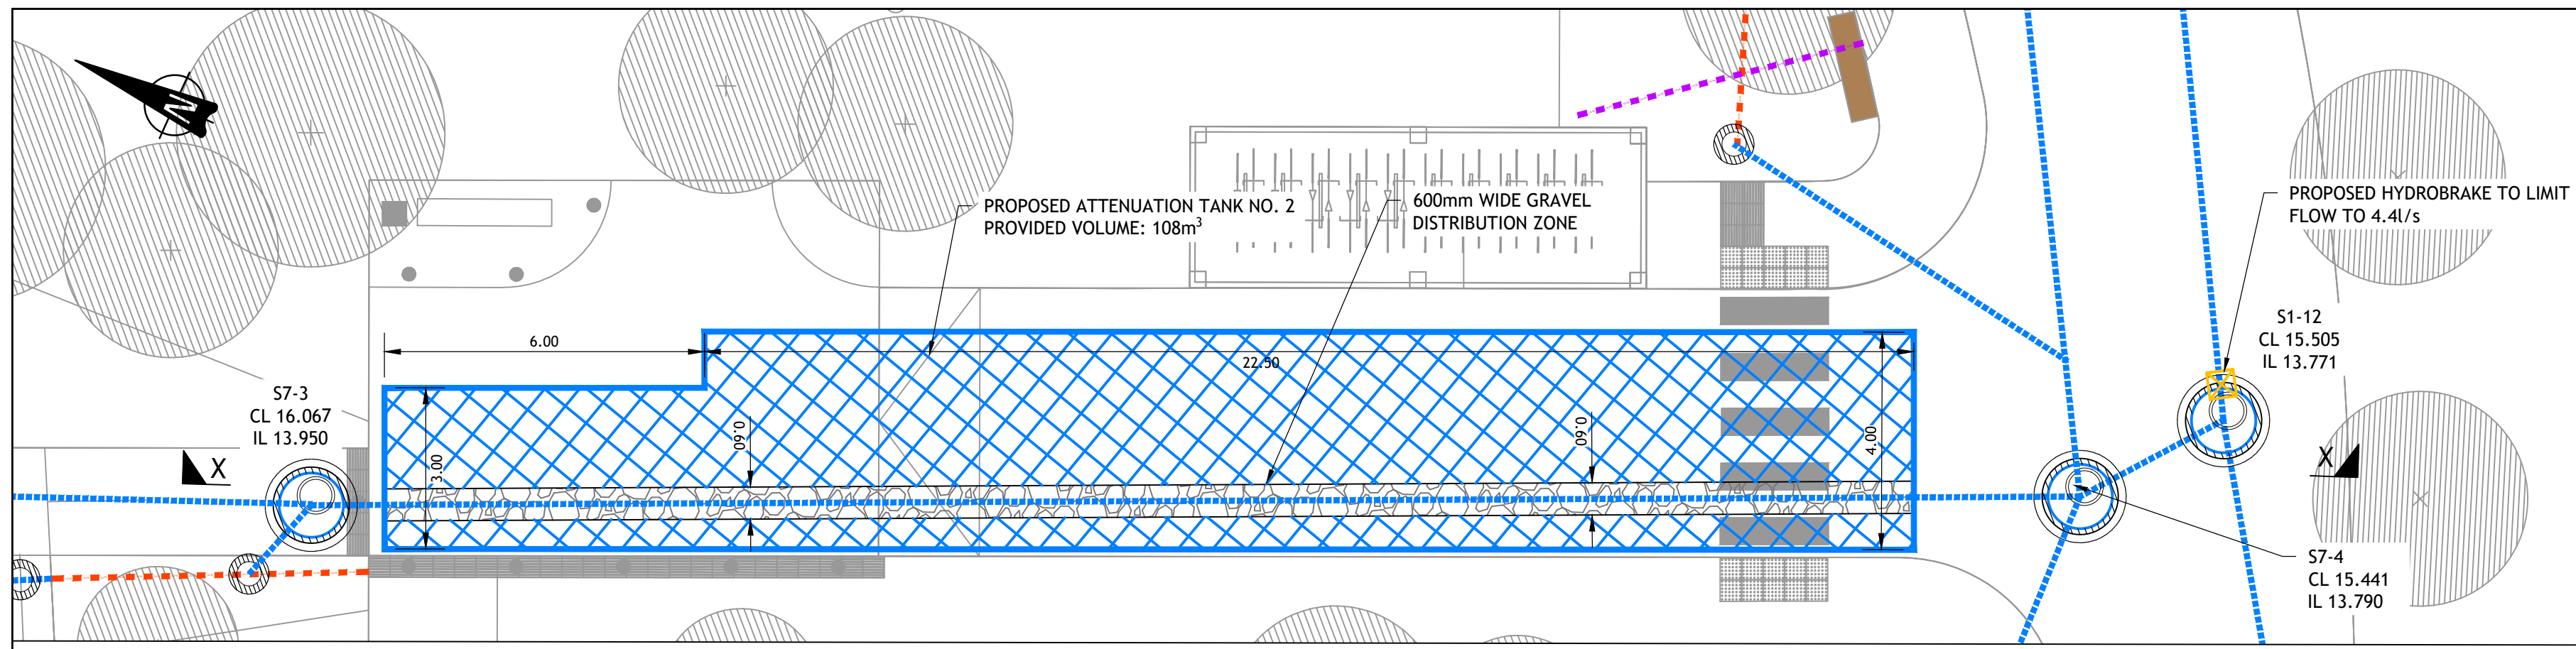 N
PROPOSED ATTENUATION TANK NO. 2
PROVIDED VOLUME: 108m³
600mm WIDE GRAVEL
DISTRIBUTION ZONE
PROPOSED HYDROBRAKE TO LIMIT
FLOW TO 4.4l/s
S1-12
CL 15.505
IL 13.771
6.00
22.50
S7-3
CL 16.067
IL 13.950
0.60
0.60
4.00
3.00
X
X
S7-4
CL 15.441
IL 13.790